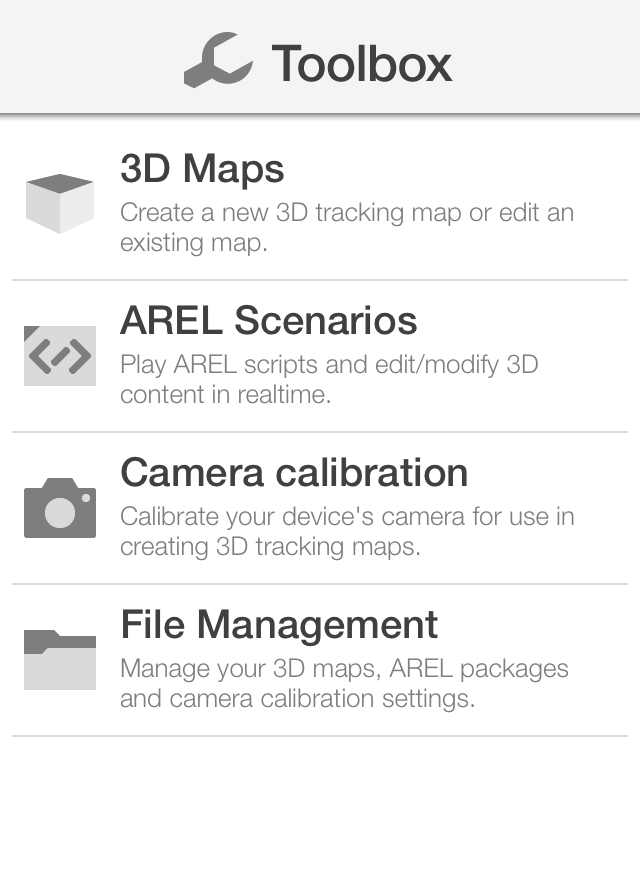 Toolbox
3D Maps
Create a new 3D tracking map or edit an
existing map.
AREL Scenarios
Play AREL scripts and edit/modify 3D
content in realtime.
Camera calibration
Calibrate your device's camera for use in
creating 3D tracking maps.
File Management
Manage your 3D maps, AREL packages
and camera calibration settings.